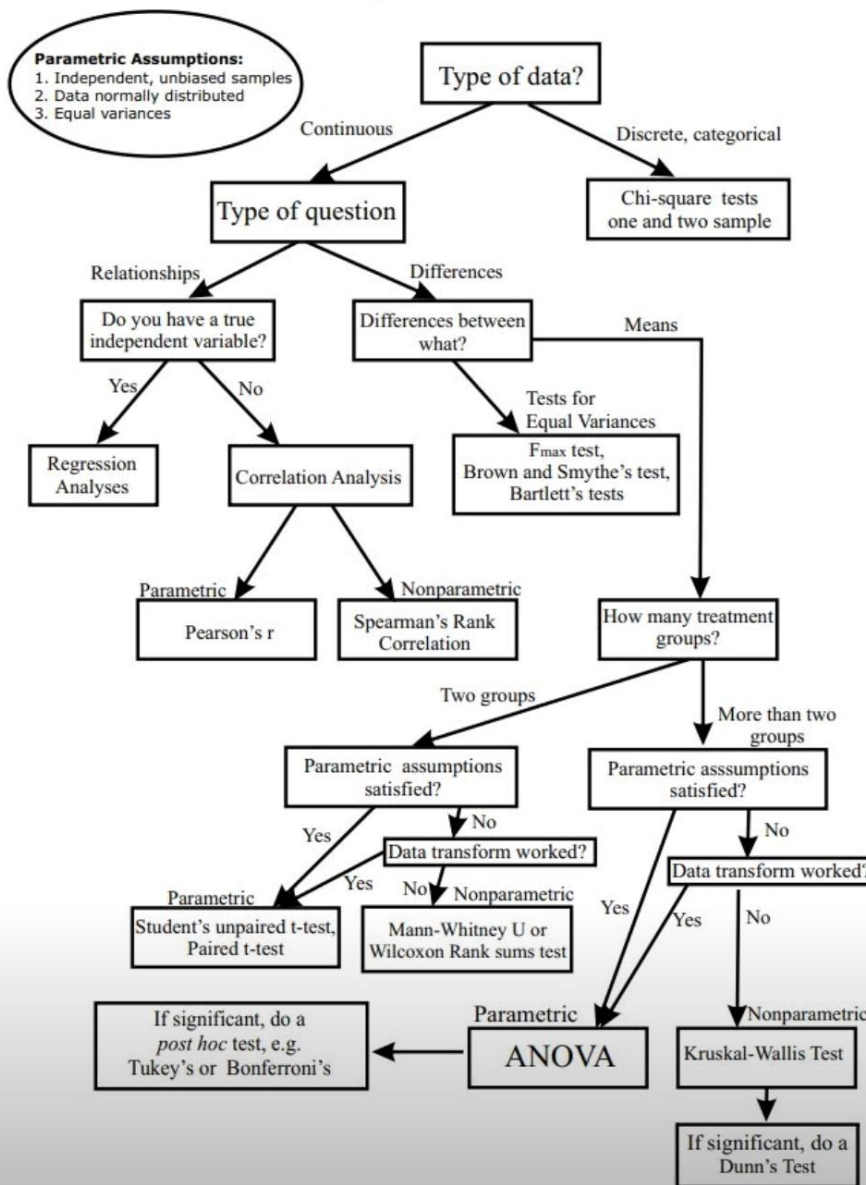 Parametric Assumptions:
1. Independent, unbiased samples
2. Data normally distributed
3. Equal variances
Type of data?
Continuous
Discrete, categorical
Type of question
Chi-square tests
one and two sample
Relationships
Differences
Do you have a true
independent variable?
Differences between
what?
Means
Yes
No
Tests for
Equal Variances
Regression
Analyses
Correlation Analysis
Fmax test,
Brown and Smythe's test,
Bartlett's tests
Parametric
Nonparametric
Pearson's r
Spearman's Rank
Correlation
How many treatment
groups?
Two groups
More than two
groups
Parametric assumptions
satisfied?
Parametric asssumptions
satisfied?
Yes
No
No
Data transform worked?
Data transform worked?
Yes
No
Parametric
Nonparametric
Yes
Yes
No
Student's unpaired t-test,
Paired t-test
Mann-Whitney U or
Wilcoxon Rank sums test
Parametric
Nonparametric
If significant, do a
post hoc test, e.g.
Tukey's or Bonferroni's
ANOVA
Kruskal-Wallis Test
If significant, do a
Dunn's Test